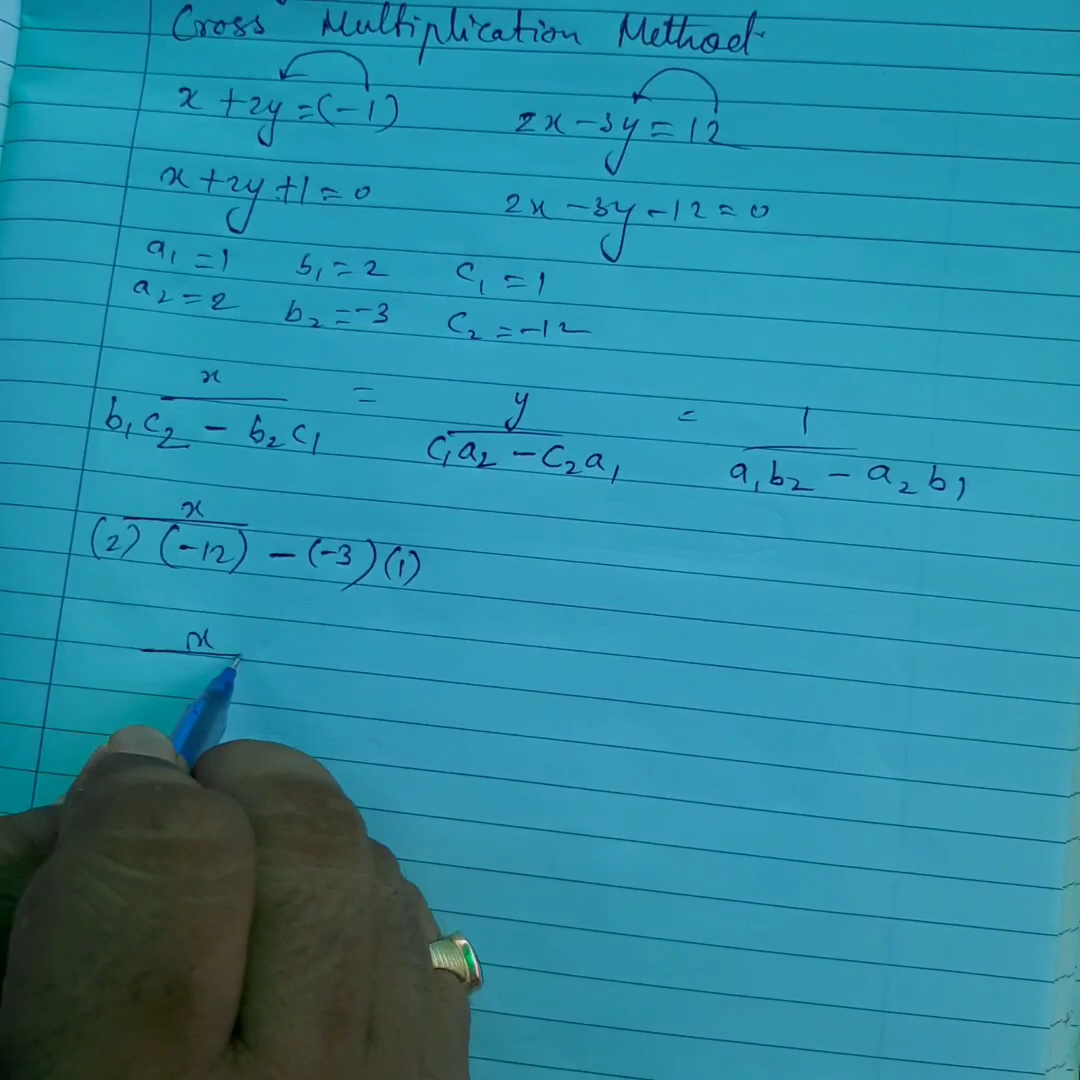 Cross Multiplication Method
x + 2y = (-1) 2x - 3y = 12
x + 2y + 1 = 0 2x - 3y - 12 = 0
a₁ = 1 b₁ = 2 c₁ = 1
a₂ = 2 b₂ = -3 c₂ = -12
x = y = 1
b₁c₂ - b₂c₁ c₁a₂ - c₂a₁ a₁b₂ - a₂b₁
x
(2) (-12) - (-3) (1)
x